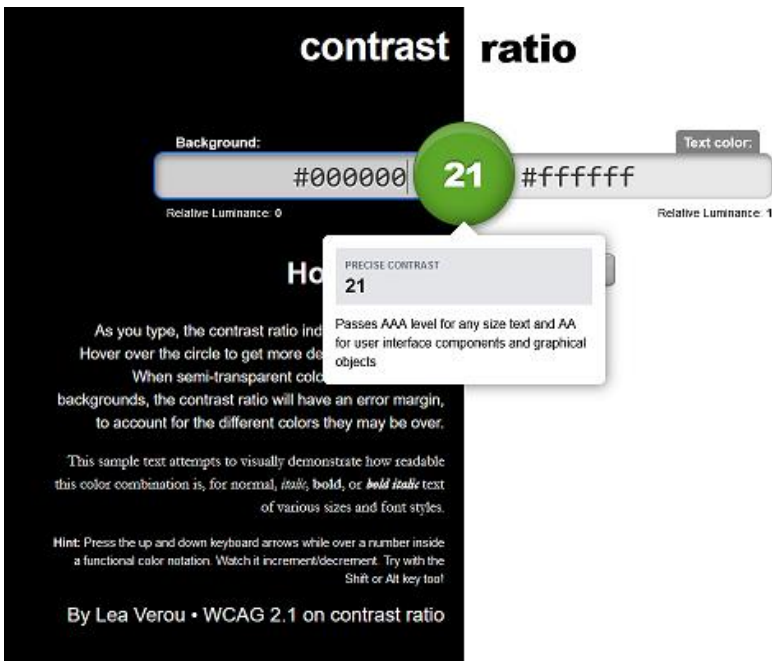 contrast ratio
Background:
Text color:
#000000
21
#ffffff
Relative Luminance: 0
Relative Luminance: 1
Ho
PRECISE CONTRAST
21
Passes AAA level for any size text and AA
for user interface components and graphical
objects
As you type, the contrast ratio ind
Hover over the circle to get more de
When semi-transparent colo
backgrounds, the contrast ratio will have an error margin,
to account for the different colors they may be over.
This sample text attempts to visually demonstrate how readable
this color combination is, for normal, italic, bold, or bold italic text
of various sizes and font styles.
Hint: Press the up and down keyboard arrows while over a number inside
a functional color notation. Watch it increment/decrement. Try with the
Shift or Alt key too!
By Lea Verou • WCAG 2.1 on contrast ratio